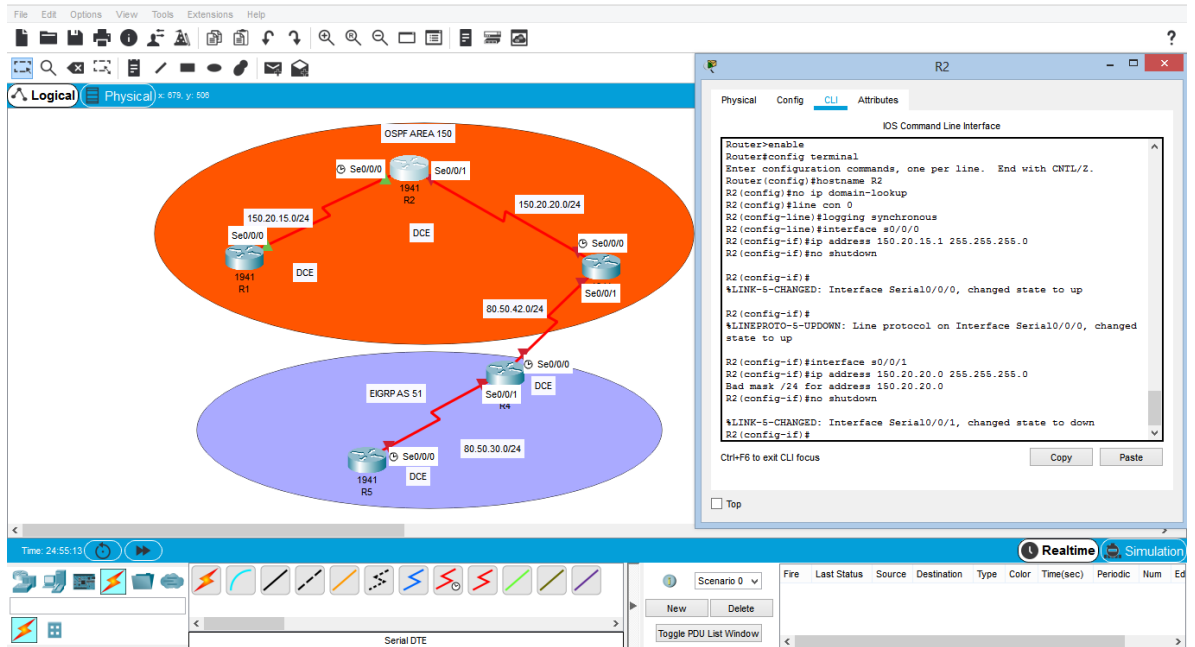 File Edit Options View Tools Extensions Help
?
Logical Physical x: 679, y: 506
R2
Physical Config CLI Attributes
IOS Command Line Interface
Router>enable
Router#config terminal
Enter configuration commands, one per line.  End with CNTL/Z.
Router(config)#hostname R2
R2(config)#no ip domain-lookup
R2(config)#line con 0
R2(config-line)#logging synchronous
R2(config-line)#interface s0/0/0
R2(config-if)#ip address 150.20.15.1 255.255.255.0
R2(config-if)#no shutdown
R2(config-if)#
%LINK-5-CHANGED: Interface Serial0/0/0, changed state to up
R2(config-if)#
%LINEPROTO-5-UPDOWN: Line protocol on Interface Serial0/0/0, changed
state to up
R2(config-if)#interface s0/0/1
R2(config-if)#ip address 150.20.20.0 255.255.255.0
Bad mask /24 for address 150.20.20.0
R2(config-if)#no shutdown
%LINK-5-CHANGED: Interface Serial0/0/1, changed state to down
R2(config-if)#
Ctrl+F6 to exit CLI focus
Copy
Paste
Top
OSPF AREA 150
Se0/0/0
Se0/0/1
1941
R2
150.20.15.0/24
150.20.20.0/24
Se0/0/0
DCE
Se0/0/0
1941
R1
DCE
Se0/0/1
80.50.42.0/24
Se0/0/0
DCE
EIGRP AS 51
Se0/0/1
R4
80.50.30.0/24
Se0/0/0
DCE
1941
R5
Time: 24:55:13
Realtime
Simulation
Scenario 0
Fire Last Status Source Destination Type Color Time(sec) Periodic Num Ed
New
Delete
Toggle PDU List Window
Serial DTE